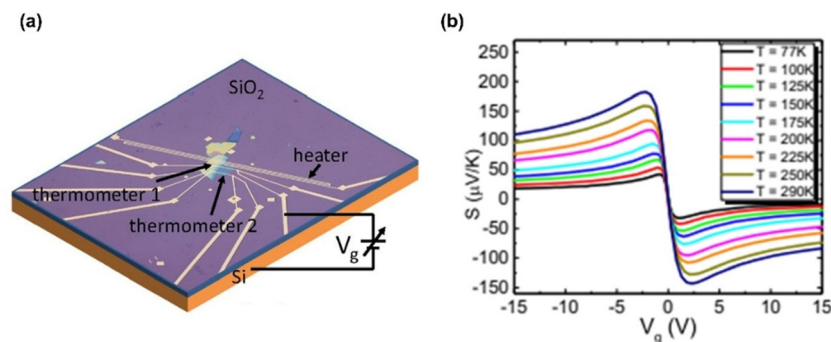 (a)
SiO2
heater
thermometer 1
thermometer 2
Vg
Si
(b)
S (μV/K)
250
200
150
100
50
0
-50
-100
-150
T = 77K
T = 100K
T = 125K
T = 150K
T = 175K
T = 200K
T = 225K
T = 250K
T = 290K
-15 -10 -5 0 5 10 15
Vg (V)